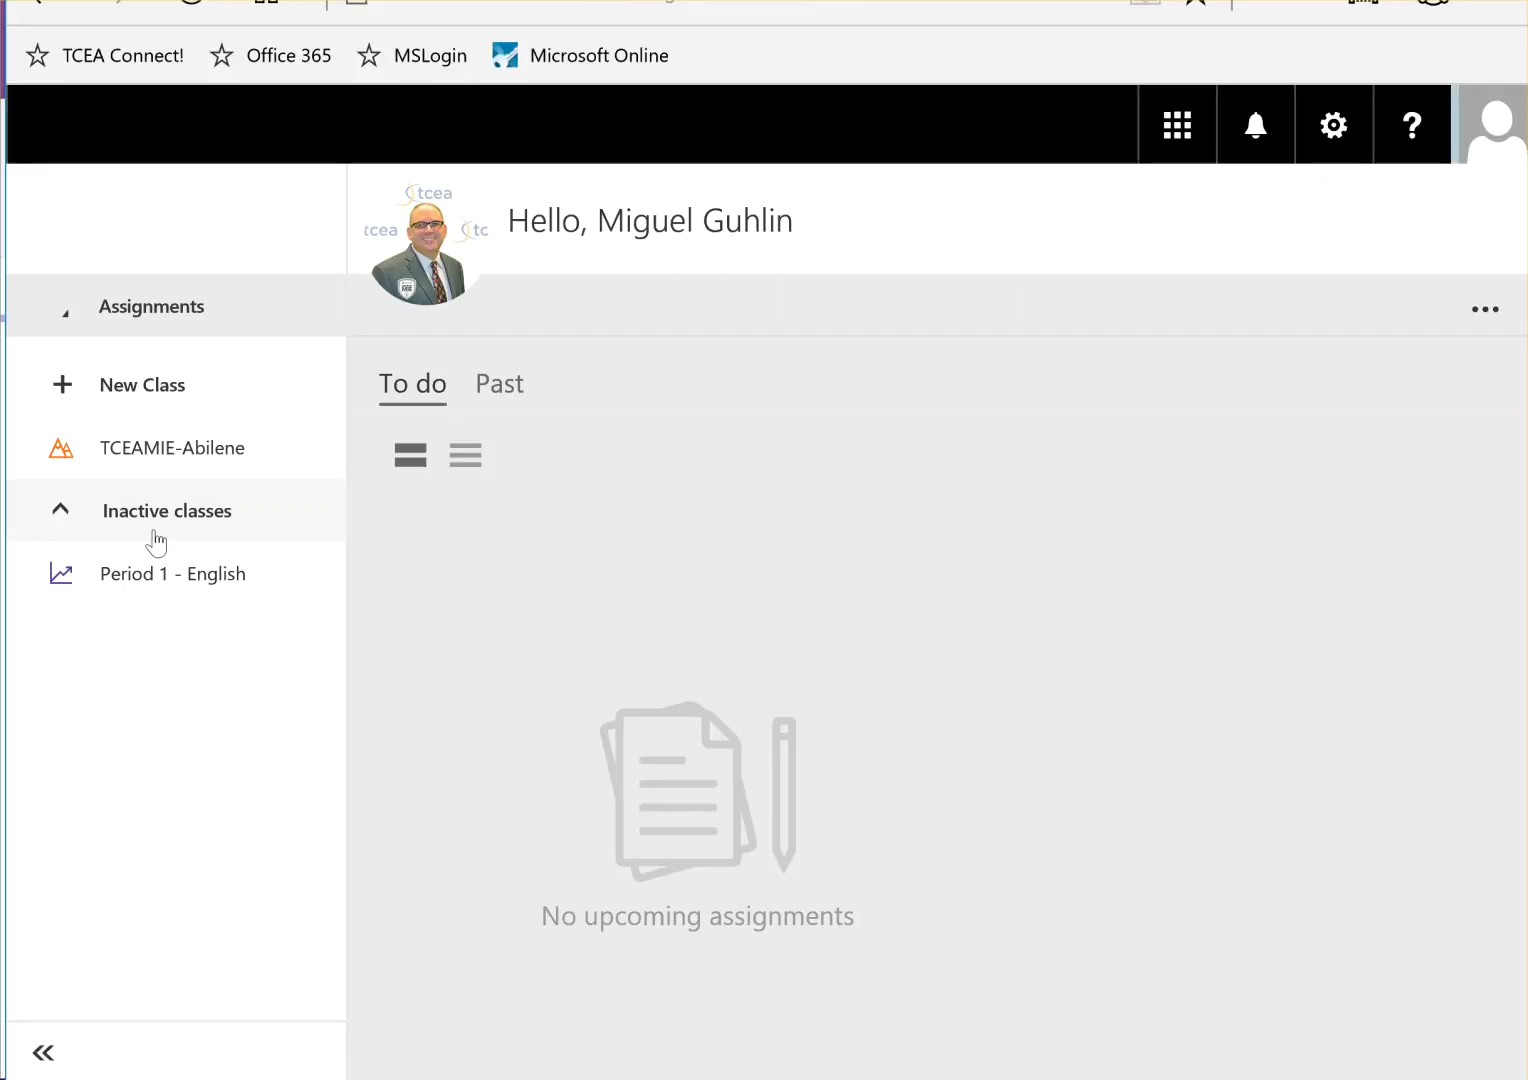 TCEA Connect! Office 365 MSLogin Microsoft Online
tcea
tcea tc
Hello, Miguel Guhlin
Assignments
New Class
TCEAMIE-Abilene
Inactive classes
Period 1 - English
To do Past
No upcoming assignments